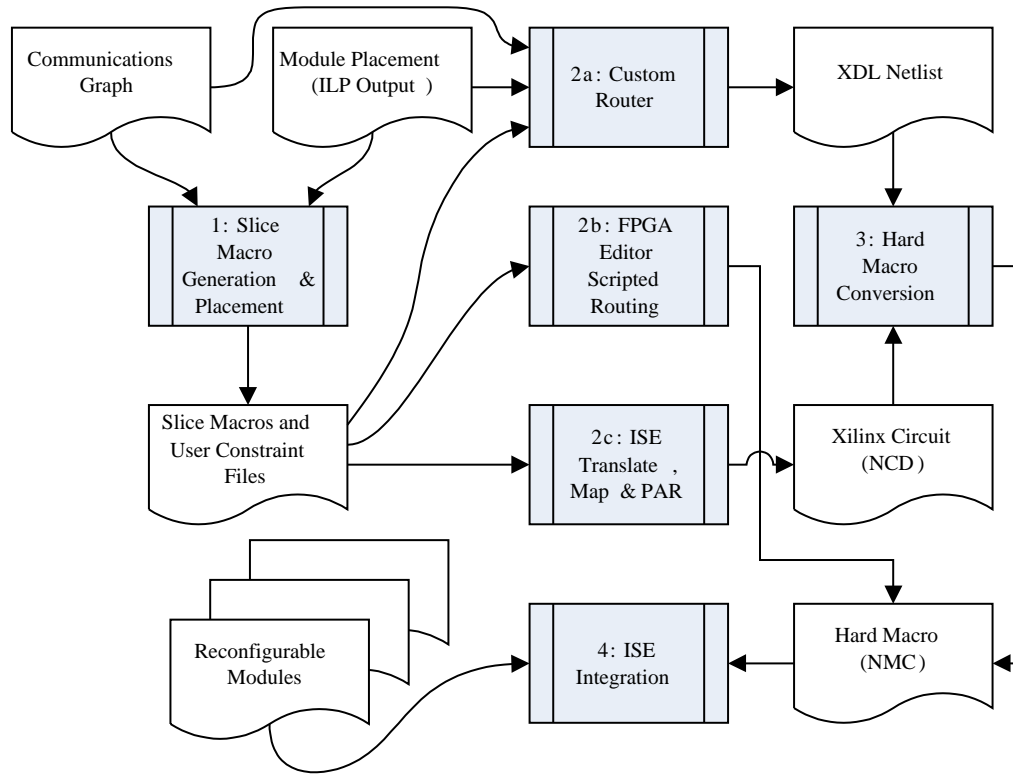 Communications
Graph
Module Placement
(ILP Output )
2a: Custom
Router
XDL Netlist
1: Slice
Macro
Generation &
Placement
2b: FPGA
Editor
Scripted
Routing
3: Hard
Macro
Conversion
Slice Macros and
User Constraint
Files
2c: ISE
Translate ,
Map & PAR
Xilinx Circuit
(NCD)
Reconfigurable
Modules
4: ISE
Integration
Hard Macro
(NMC)